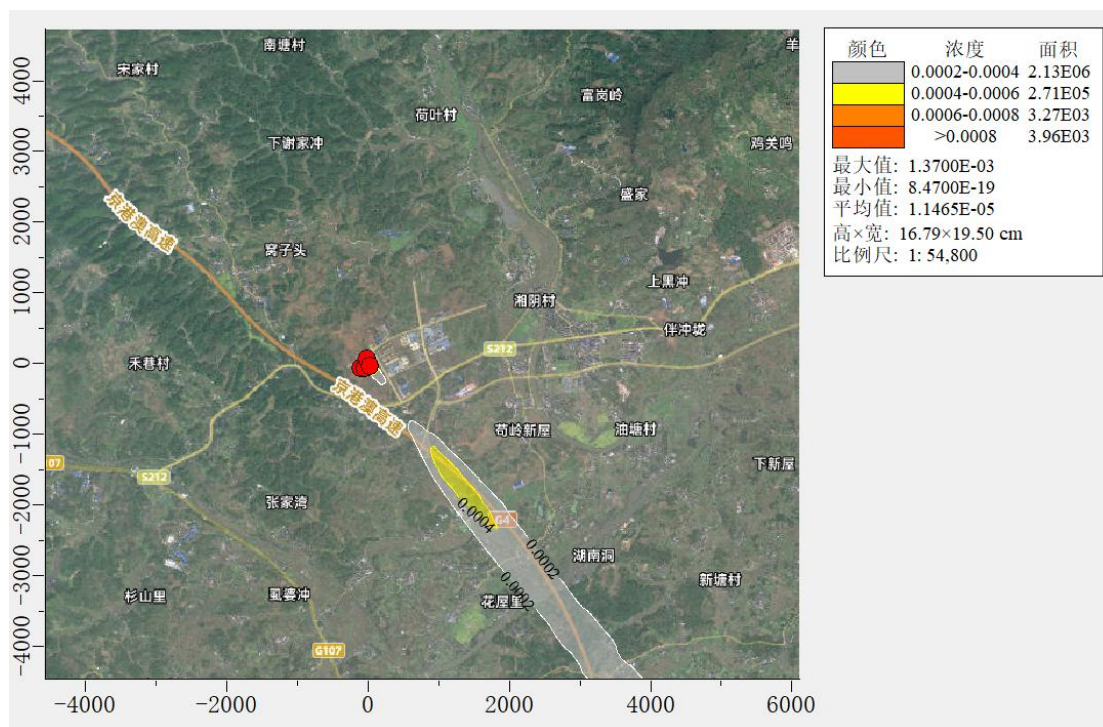 颜色 浓度 面积
0.0002-0.0004 2.13E06
0.0004-0.0006 2.71E05
0.0006-0.0008 3.27E03
>0.0008 3.96E03
最大值: 1.3700E-03
最小值: 8.4700E-19
平均值: 1.1465E-05
高×宽: 16.79×19.50 cm
比例尺: 1: 54,800
4000
3000
2000
1000
0
-1000
-2000
-3000
-4000
-4000 -2000 0 2000 4000 6000
南塘村
羊
宋家村
富岗岭
荷叶村
下谢家冲
鸡关鸣
盛家
京港澳高速
窝子头
上黑冲
湘阴村
伴冲垅
S212
禾巷村
京港澳高速
苟岭新屋
油塘村
07
S212
下新屋
张家湾
0.0004
G4
0.0002
0.0002
湖南洞
新塘村
杉山里
虱婆冲
花屋里
G107